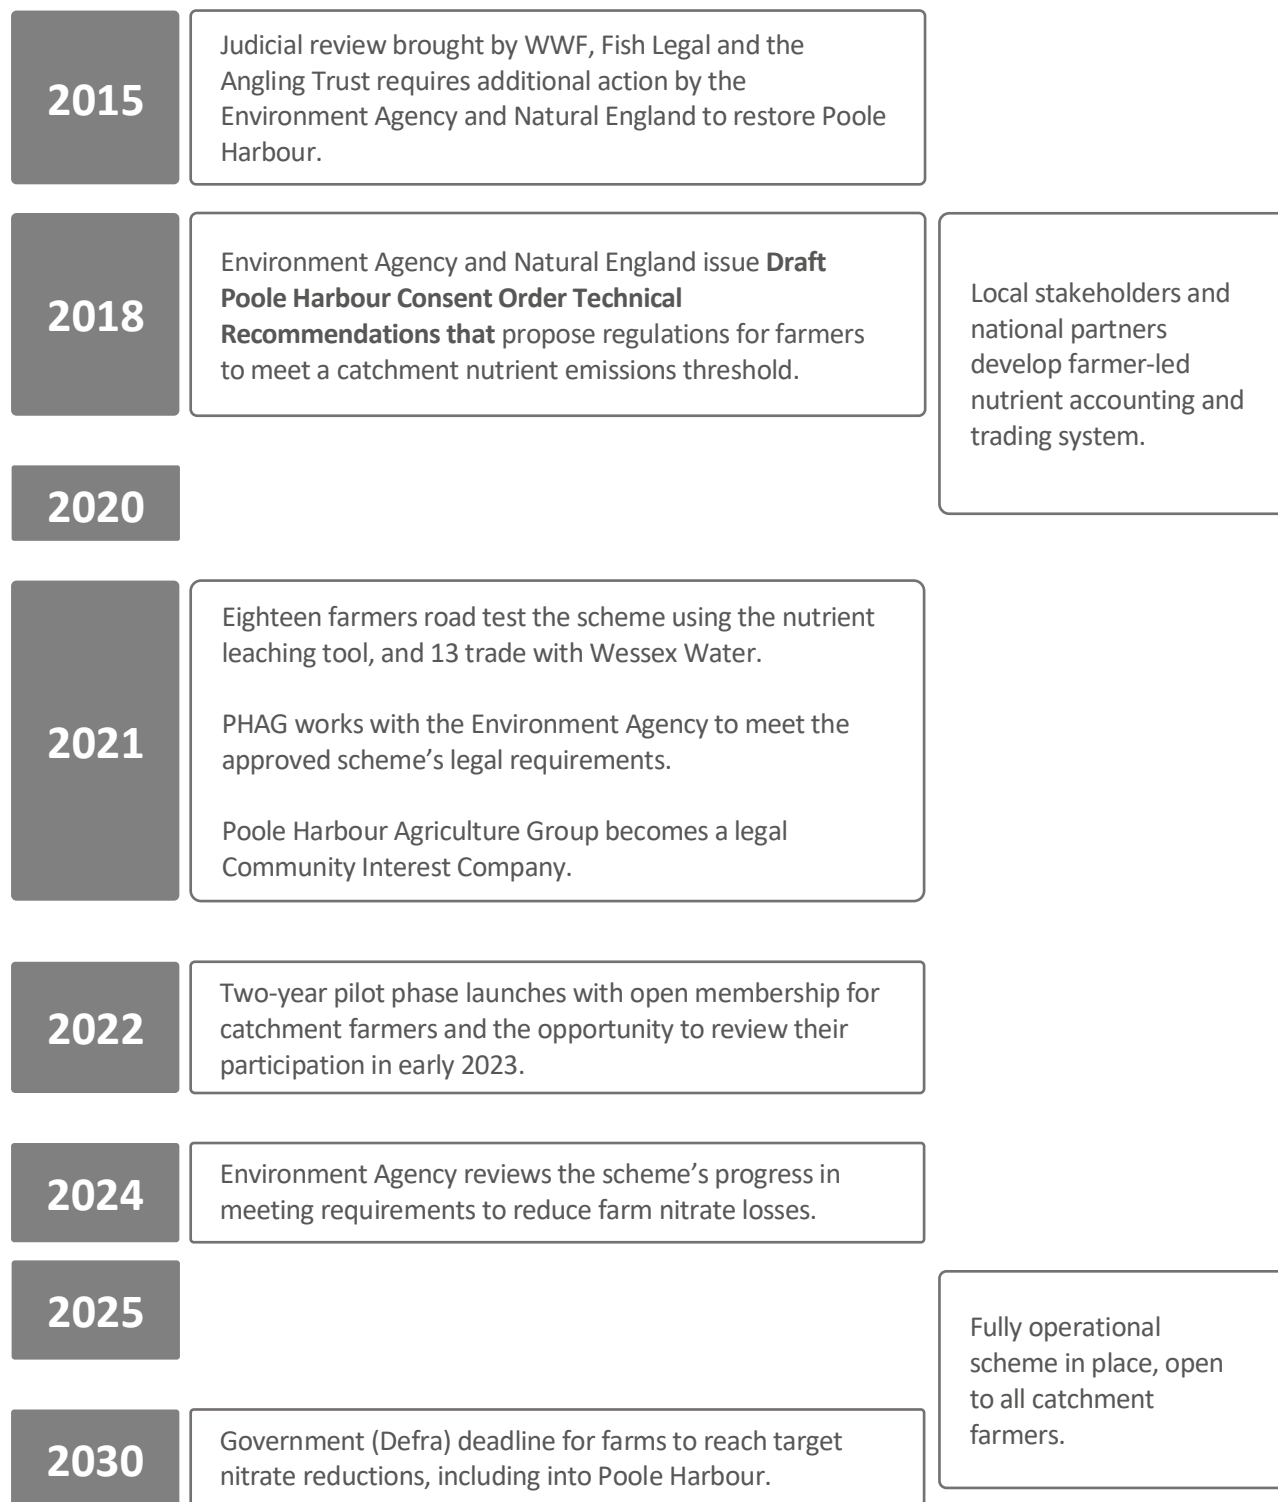 2015
Judicial review brought by WWF, Fish Legal and the
Angling Trust requires additional action by the
Environment Agency and Natural England to restore Poole
Harbour.
2018
Environment Agency and Natural England issue Draft
Poole Harbour Consent Order Technical
Recommendations that propose regulations for farmers
to meet a catchment nutrient emissions threshold.
Local stakeholders and
national partners
develop farmer-led
nutrient accounting and
trading system.
2020
2021
Eighteen farmers road test the scheme using the nutrient
leaching tool, and 13 trade with Wessex Water.
PHAG works with the Environment Agency to meet the
approved scheme’s legal requirements.
Poole Harbour Agriculture Group becomes a legal
Community Interest Company.
2022
Two-year pilot phase launches with open membership for
catchment farmers and the opportunity to review their
participation in early 2023.
2024
Environment Agency reviews the scheme’s progress in
meeting requirements to reduce farm nitrate losses.
2025
Fully operational
scheme in place, open
to all catchment
farmers.
2030
Government (Defra) deadline for farms to reach target
nitrate reductions, including into Poole Harbour.